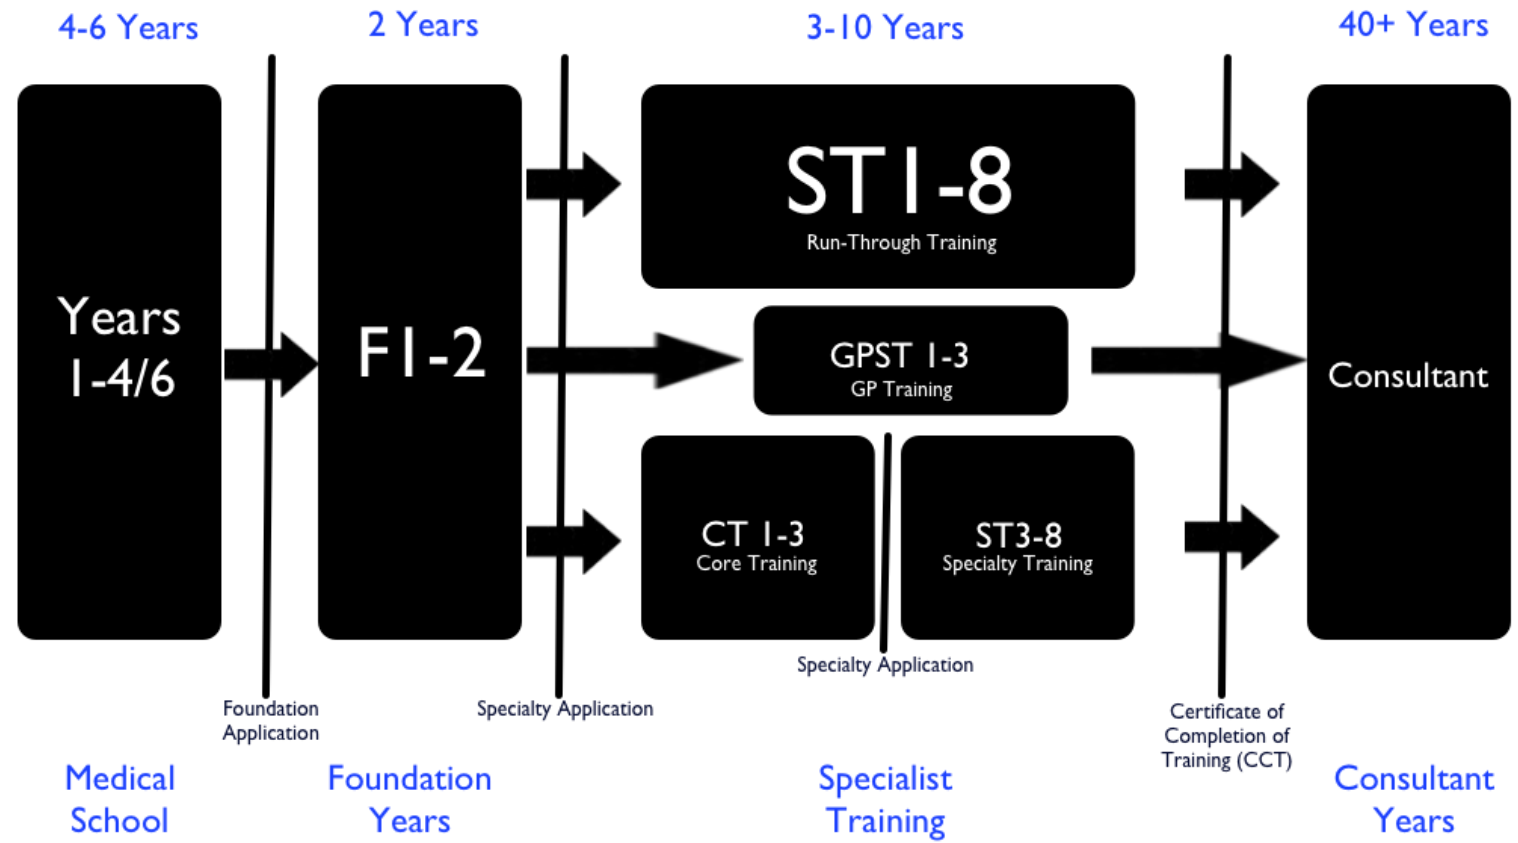 4-6 Years
2 Years
3-10 Years
40+ Years
Years
1-4/6
F1-2
ST1-8
Run-Through Training
GPST 1-3
GP Training
CT 1-3
Core Training
ST3-8
Specialty Training
Consultant
Specialty Application
Foundation
Application
Specialty Application
Certificate of
Completion of
Training (CCT)
Medical
School
Foundation
Years
Specialist
Training
Consultant
Years